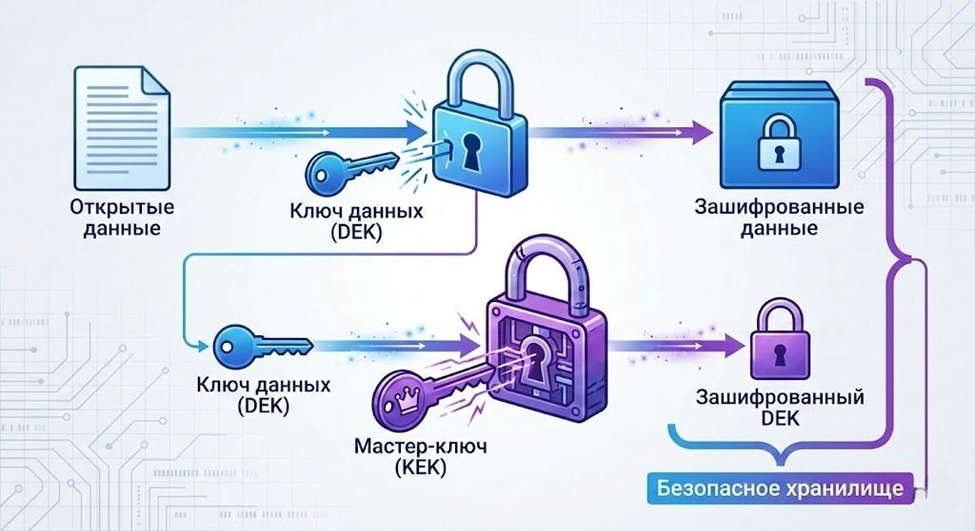 Открытые
данные
Ключ данных
(DEK)
Зашифрованные
данные
Ключ данных
(DEK)
Мастер-ключ
(KEK)
Зашифрованный
DEK
Безопасное хранилище